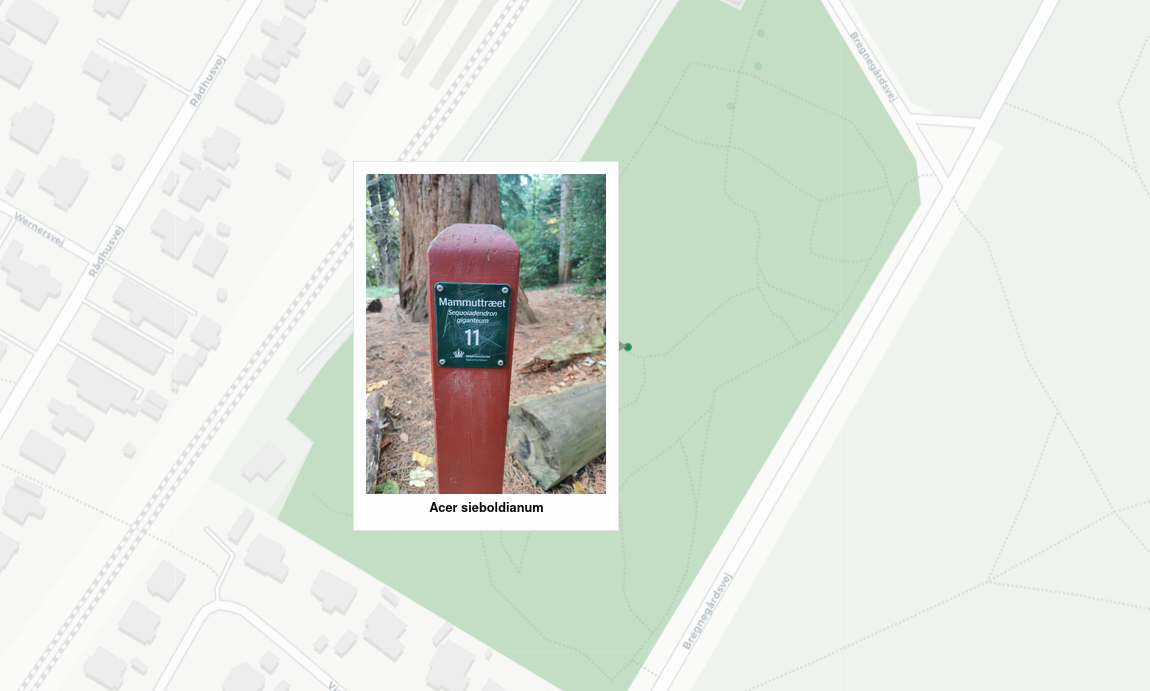 Rådhusvej
Bregnegårdsvej
Wernersvej
Rådhusvej
Mammuttræet
Sequoiadendron
giganteum
11
Acer sieboldianum
Bregnegårdsvej